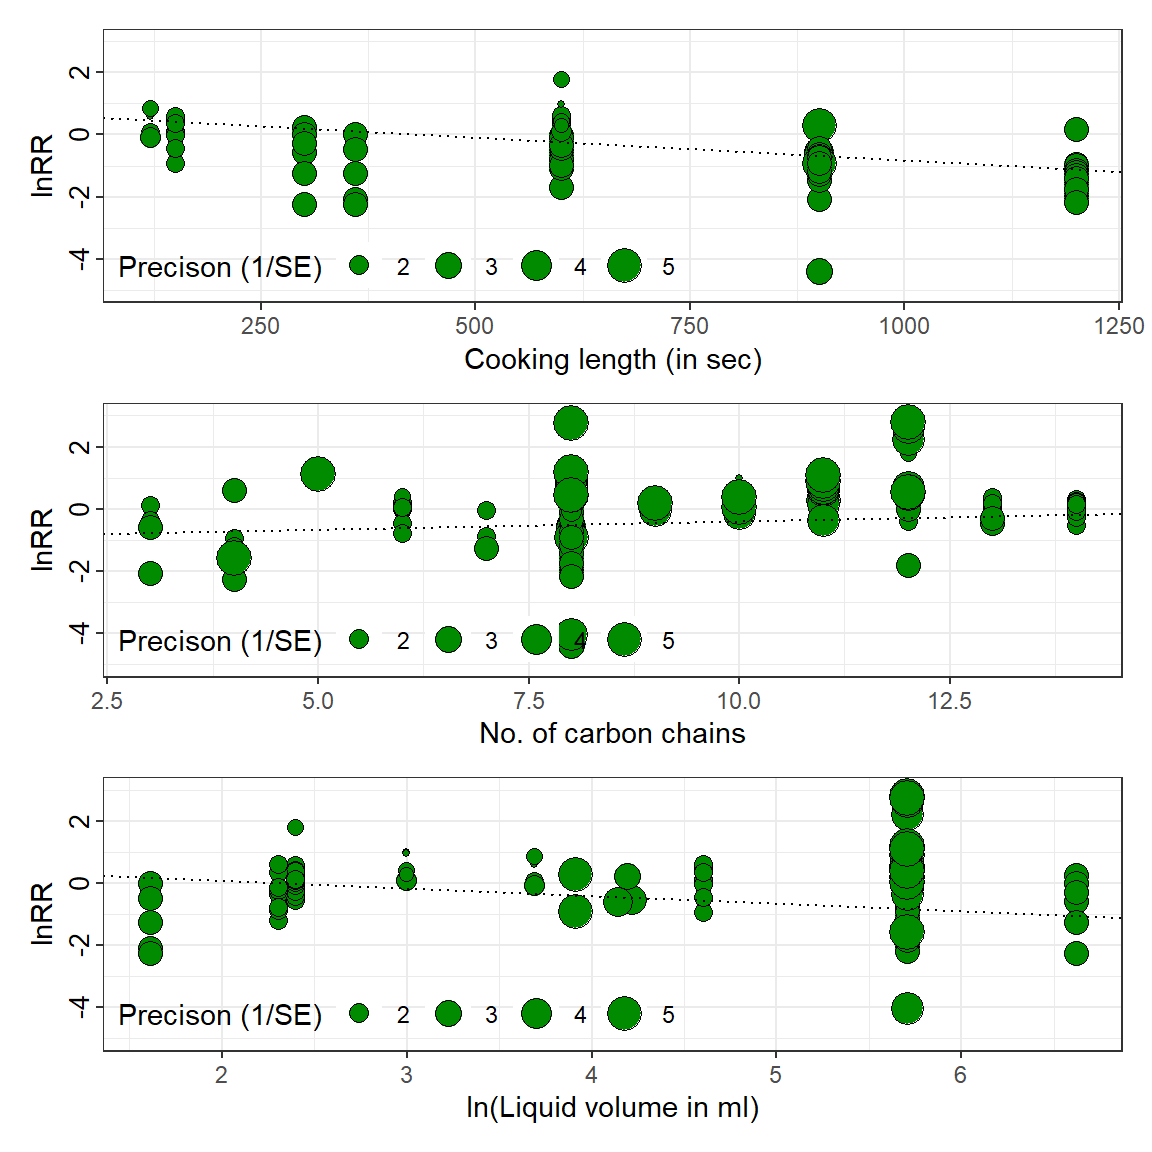 2
0
-2
-4
lnRR
Precison (1/SE) 2 3 4 5
250 500 750 1000 1250
Cooking length (in sec)
2
0
-2
-4
lnRR
Precison (1/SE) 2 3 4 5
2.5 5.0 7.5 10.0 12.5
No. of carbon chains
2
0
-2
-4
lnRR
Precison (1/SE) 2 3 4 5
2 3 4 5 6
ln(Liquid volume in ml)